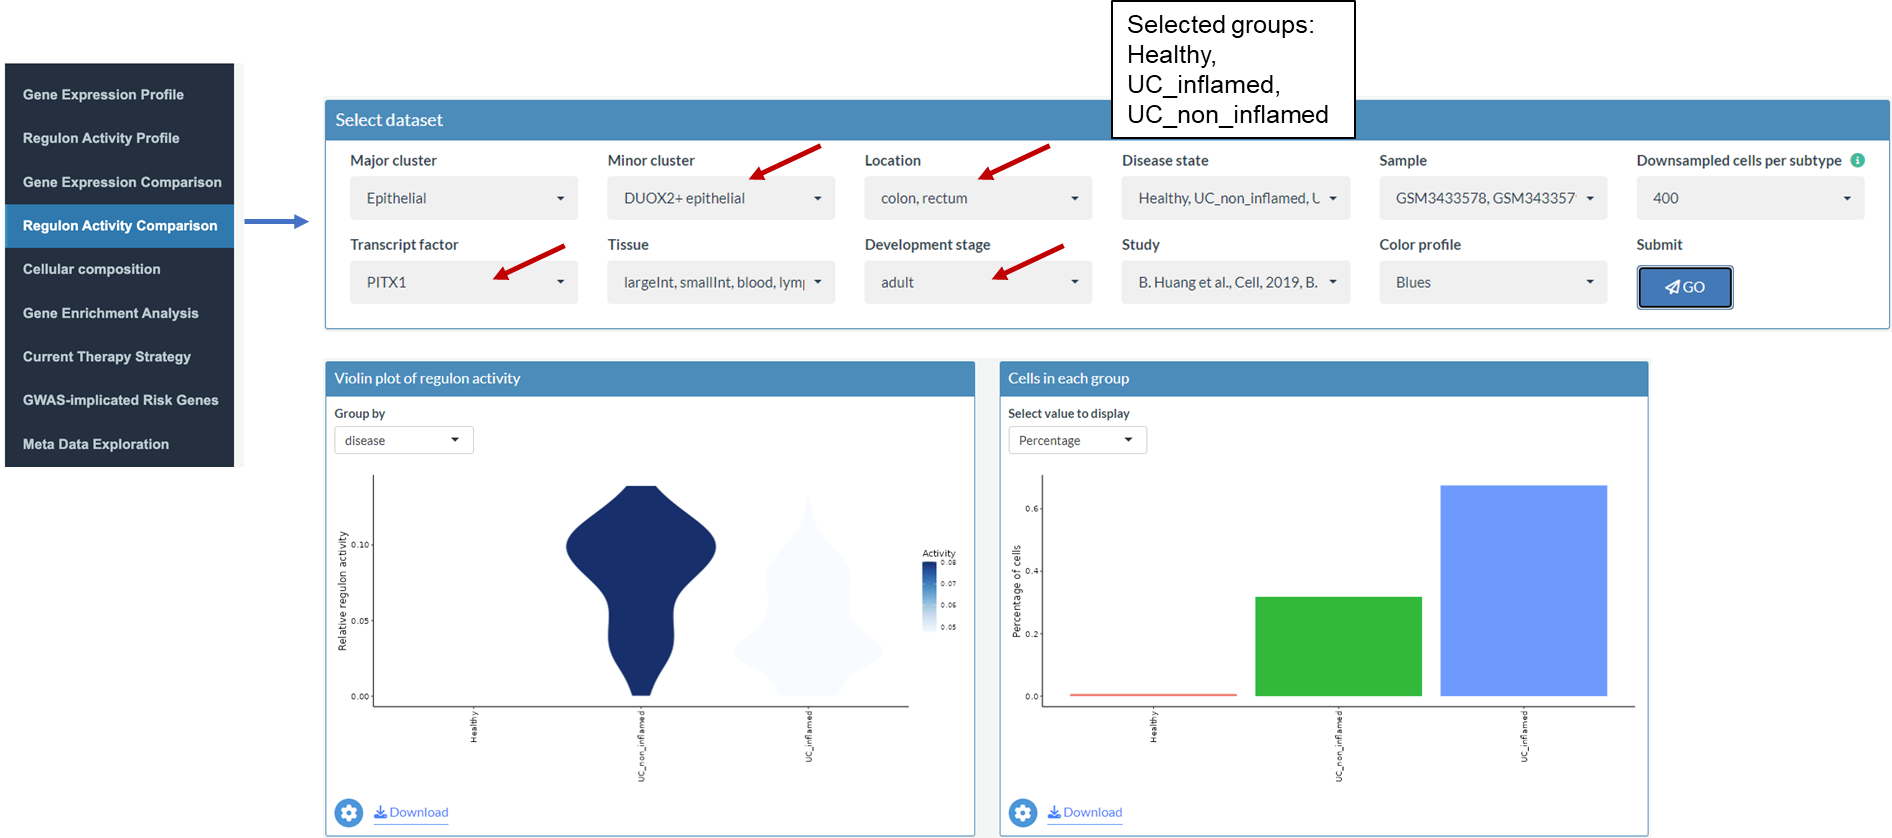 Selected groups:
Healthy,
UC_inflamed,
UC_non_inflamed
Gene Expression Profile
Regulon Activity Profile
Gene Expression Comparison
Regulon Activity Comparison
Cellular composition
Gene Enrichment Analysis
Current Therapy Strategy
GWAS-implicated Risk Genes
Meta Data Exploration
Select dataset
Major cluster
Minor cluster
Location
Disease state
Sample
Downsampled cells per subtype
Epithelial
DUOX2+ epithelial
colon, rectum
Healthy, UC_non_inflamed, U
GSM3433578, GSM343357
400
Transcript factor
Tissue
Development stage
Study
Color profile
Submit
PITX1
largeInt, smallInt, blood, lym
adult
B. Huang et al., Cell, 2019, B.
Blues
GO
Violin plot of regulon activity
Group by
disease
Relative regulon activity
0.10
0.05
0.00
Healthy
UC_non_inflamed
UC_inflamed
Activity
0.08
0.07
0.06
0.05
Download
Cells in each group
Select value to display
Percentage
Percentage of cells
0.6
0.4
0.2
0.0
Healthy
UC_non_inflamed
UC_inflamed
Download